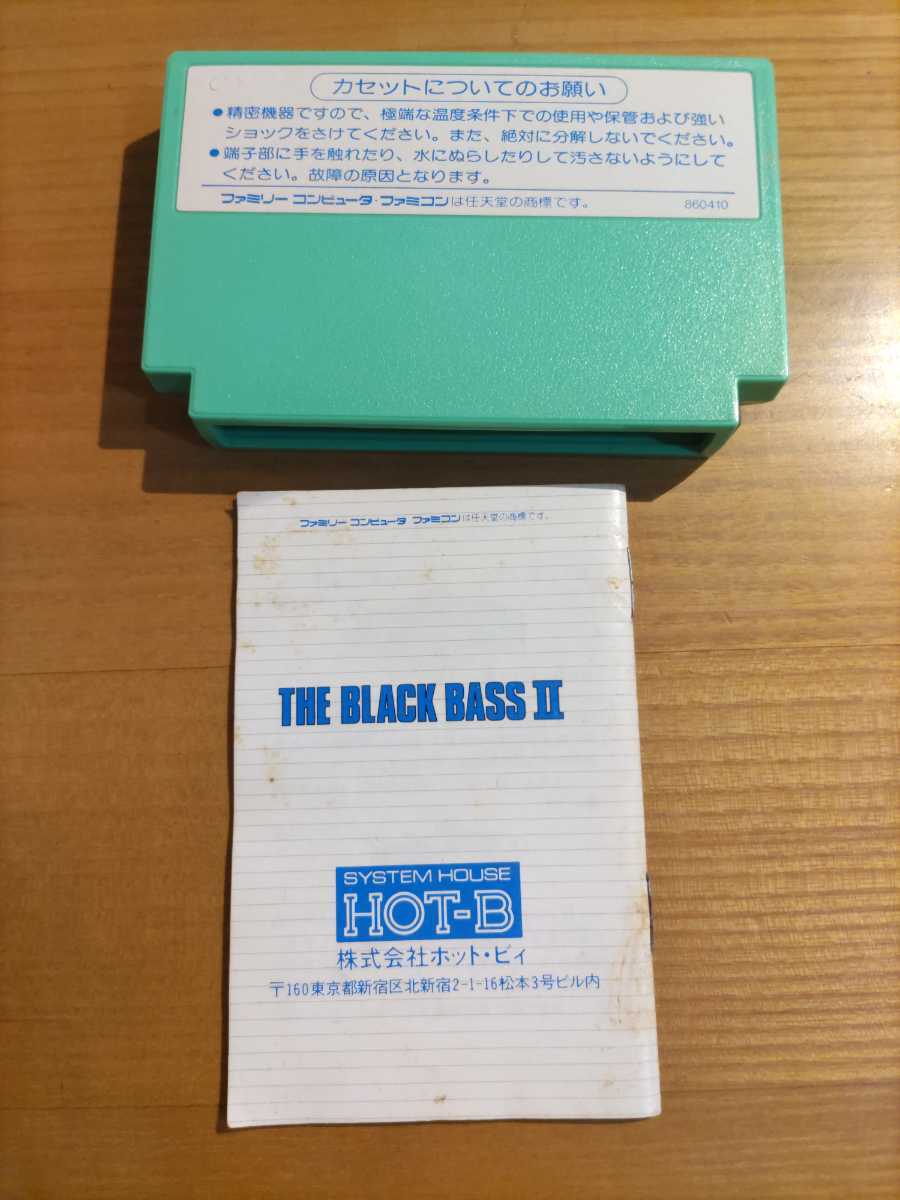 カセットについてのお願い
●精密機器ですので、極端な温度条件下での使用や保管および強い
ショックをさけてください。また、絶対に分解しないでください。
●端子部に手を触れたり、水にぬらしたりして汚さないようにして
ください。故障の原因となります。
ファミリー コンピュータ・ファミコンは任天堂の商標です。 860410
ファミリー コンピュータ ファミコンは任天堂の商標です。
THE BLACK BASS II
SYSTEM HOUSE
HOT-B
株式会社ホット・ビィ
〒160東京都新宿区北新宿2-1-16松本3号ビル内